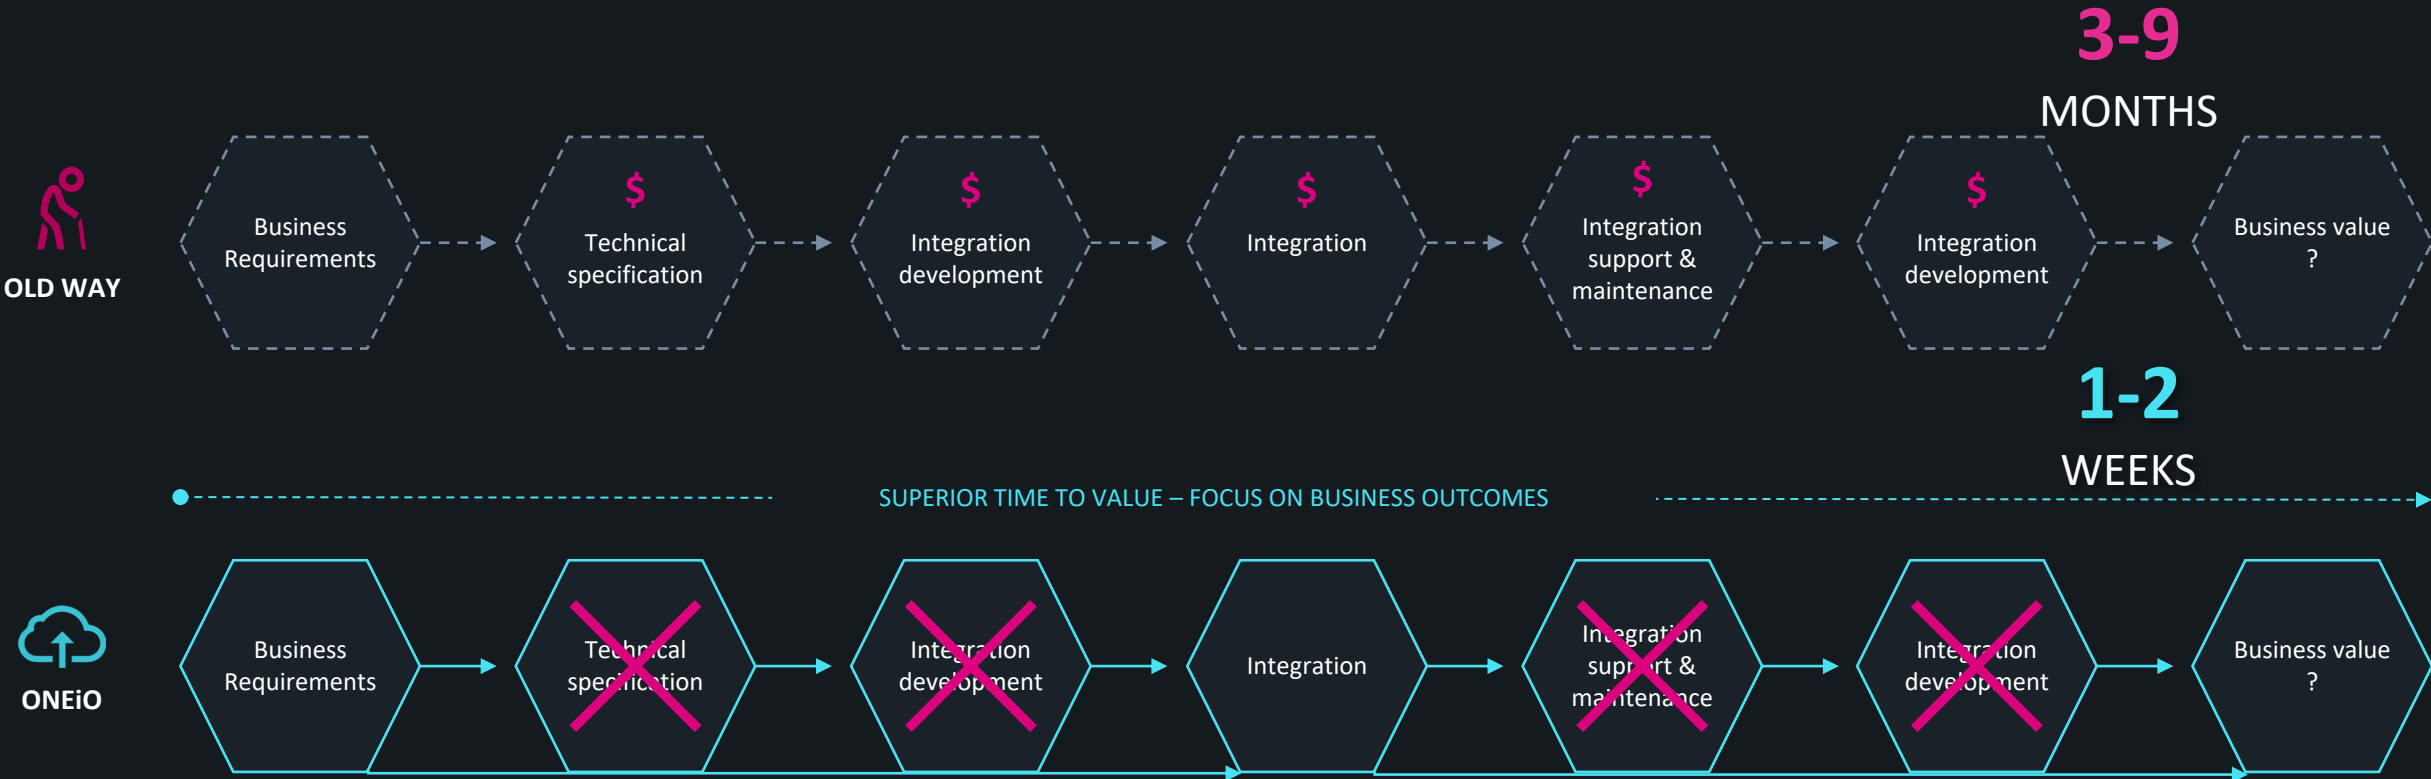 3-9
MONTHS
OLD WAY
Business
Requirements
$
Technical
specification
$
Integration
development
$
Integration
$
Integration
support &
maintenance
$
Integration
development
Business value
?
1-2
WEEKS
SUPERIOR TIME TO VALUE – FOCUS ON BUSINESS OUTCOMES
ONEiO
Business
Requirements
Technical
specification
Integration
development
Integration
Integration
support &
maintenance
Integration
development
Business value
?